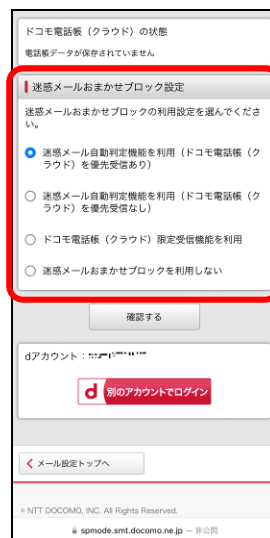 ドコモ電話帳（クラウド）の状態
電話帳データが保存されていません
迷惑メールおまかせブロック設定
迷惑メールおまかせブロックの利用設定を選んでくださ
い。
迷惑メール自動判定機能を利用（ドコモ電話帳（ク
ラウド）を優先受信あり）
迷惑メール自動判定機能を利用（ドコモ電話帳（ク
ラウド）を優先受信なし）
ドコモ電話帳（クラウド）限定受信機能を利用
迷惑メールおまかせブロックを利用しない
確認する
dアカウント：
d 別のアカウントでログイン
メール設定トップへ
© NTT DOCOMO, INC. All Rights Reserved.
spmode.smt.docomo.ne.jp — 非公開